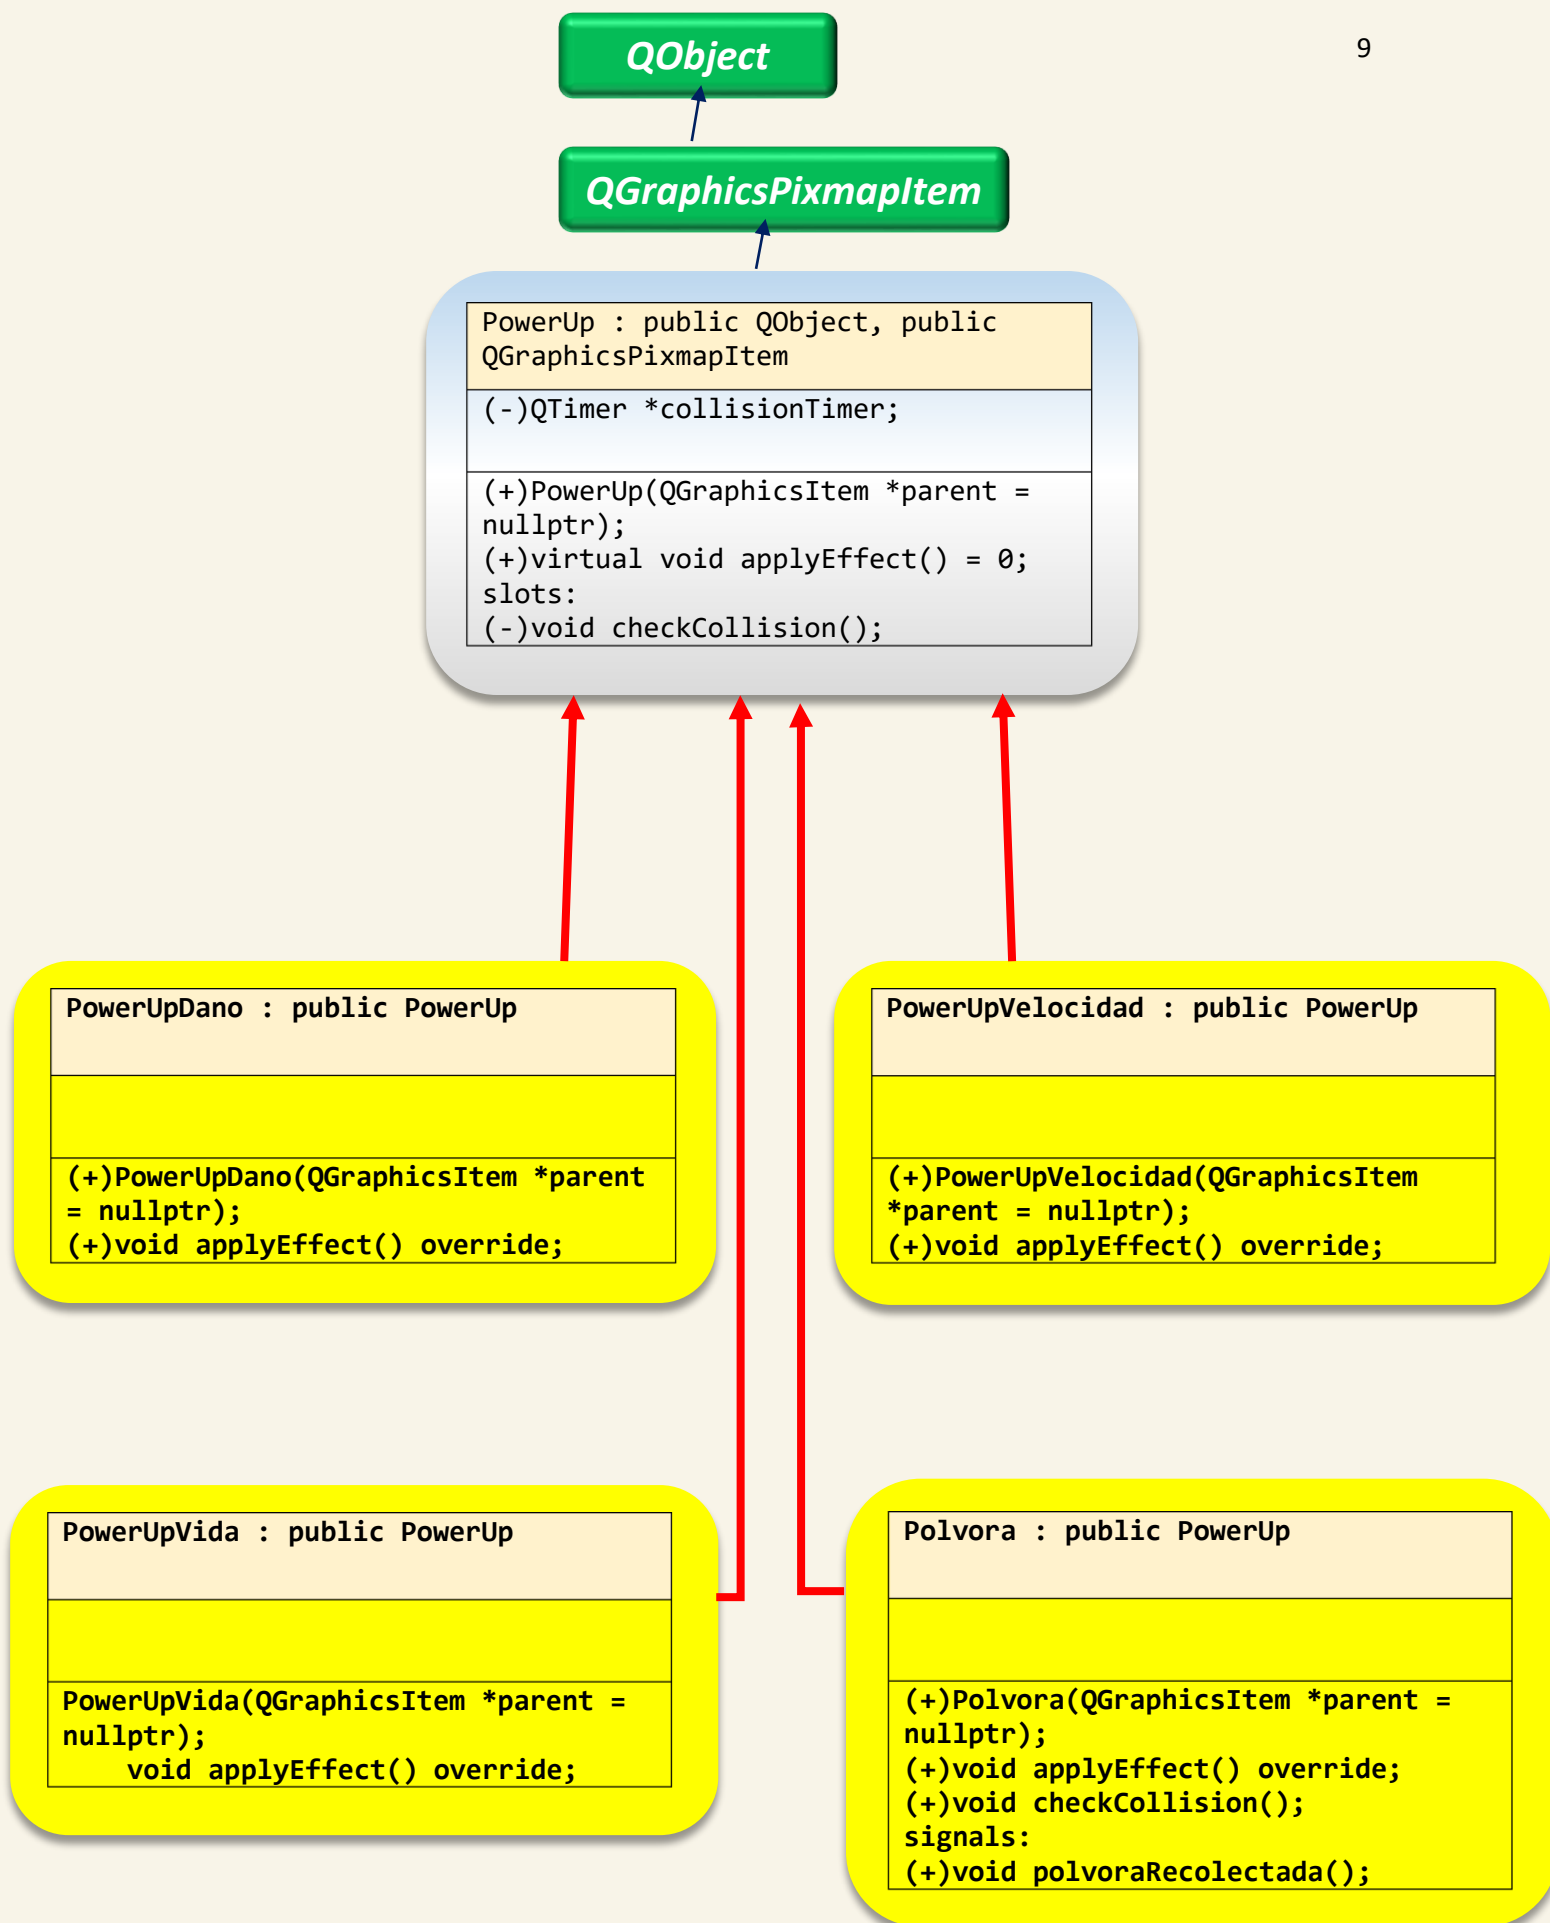 9
QObject
QGraphicsPixmapItem
PowerUp : public QObject, public
QGraphicsPixmapItem
(-)QTimer *collisionTimer;
(+)PowerUp(QGraphicsItem *parent =
nullptr);
(+)virtual void applyEffect() = 0;
slots:
(-)void checkCollision();
PowerUpDano : public PowerUp
(+)PowerUpDano(QGraphicsItem *parent
= nullptr);
(+)void applyEffect() override;
PowerUpVelocidad : public PowerUp
(+)PowerUpVelocidad(QGraphicsItem
*parent = nullptr);
(+)void applyEffect() override;
PowerUpVida : public PowerUp
PowerUpVida(QGraphicsItem *parent =
nullptr);
    void applyEffect() override;
Polvora : public PowerUp
(+)Polvora(QGraphicsItem *parent =
nullptr);
(+)void applyEffect() override;
(+)void checkCollision();
signals:
(+)void polvoraRecolectada();